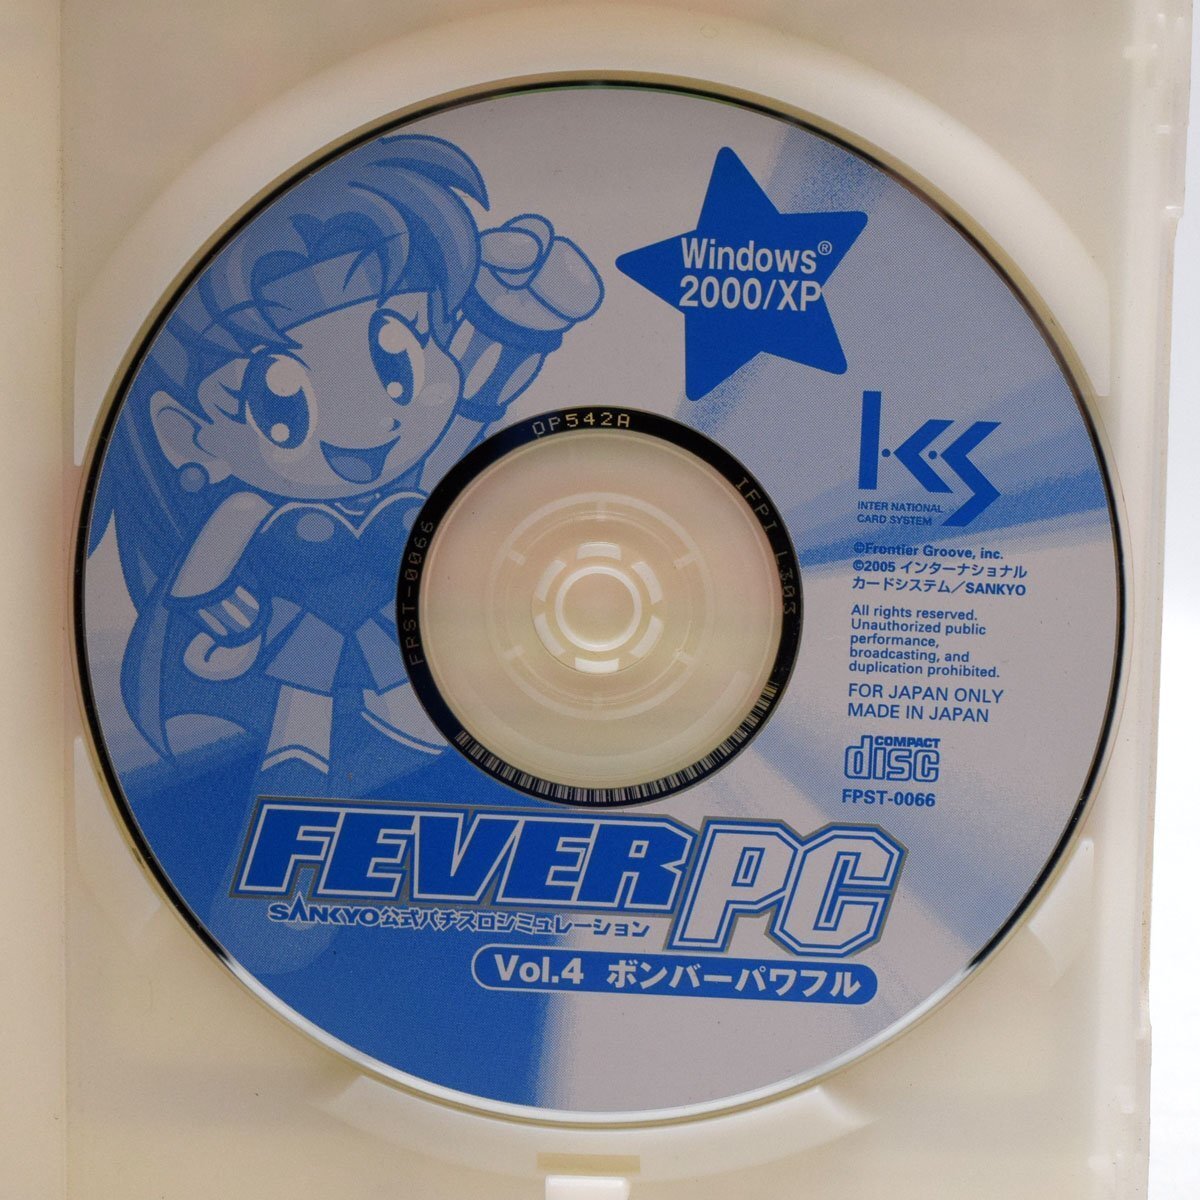 Windows®
2000/XP
OP542A
IFPI L303
FPST-0066
ics
INTER NATIONAL
CARD SYSTEM
©Frontier Groove, inc.
©2005 インターナショナル
カードシステム／SANKYO
All rights reserved.
Unauthorized public
performance,
broadcasting, and
duplication prohibited.
FOR JAPAN ONLY
MADE IN JAPAN
COMPACT
disc
FPST-0066
FEVER PC
SANKYO公式パチスロシミュレーション
Vol.4 ボンバーパワフル